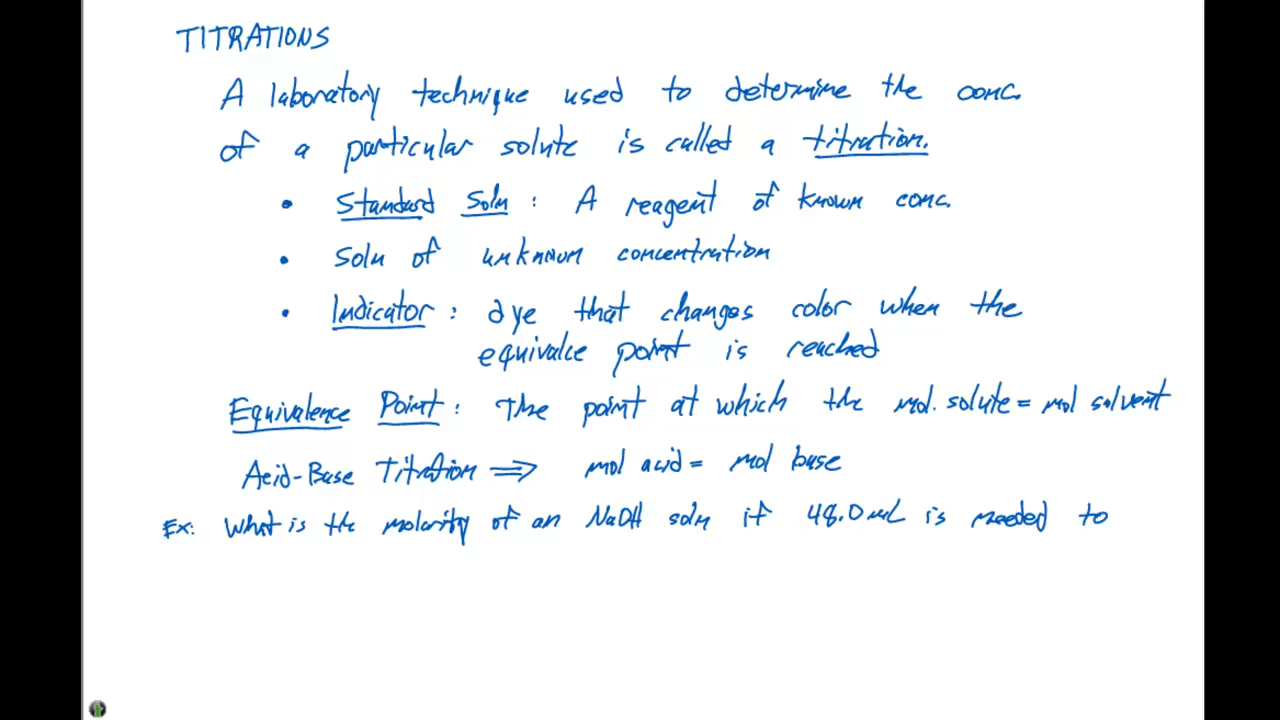 TITRATIONS
A laboratory technique used to determine the conc.
of a particular solute is called a titration.
• Standard Soln : A reagent of known conc.
• Soln of unknown concentration
• Indicator : dye that changes color when the
equivalce point is reached
Equivalence Point : The point at which the mol. solute = mol solvent
Acid-Base Titration ⇒ mol acid = mol base
Ex: What is the molarity of an NaOH soln if 48.0 mL is needed to